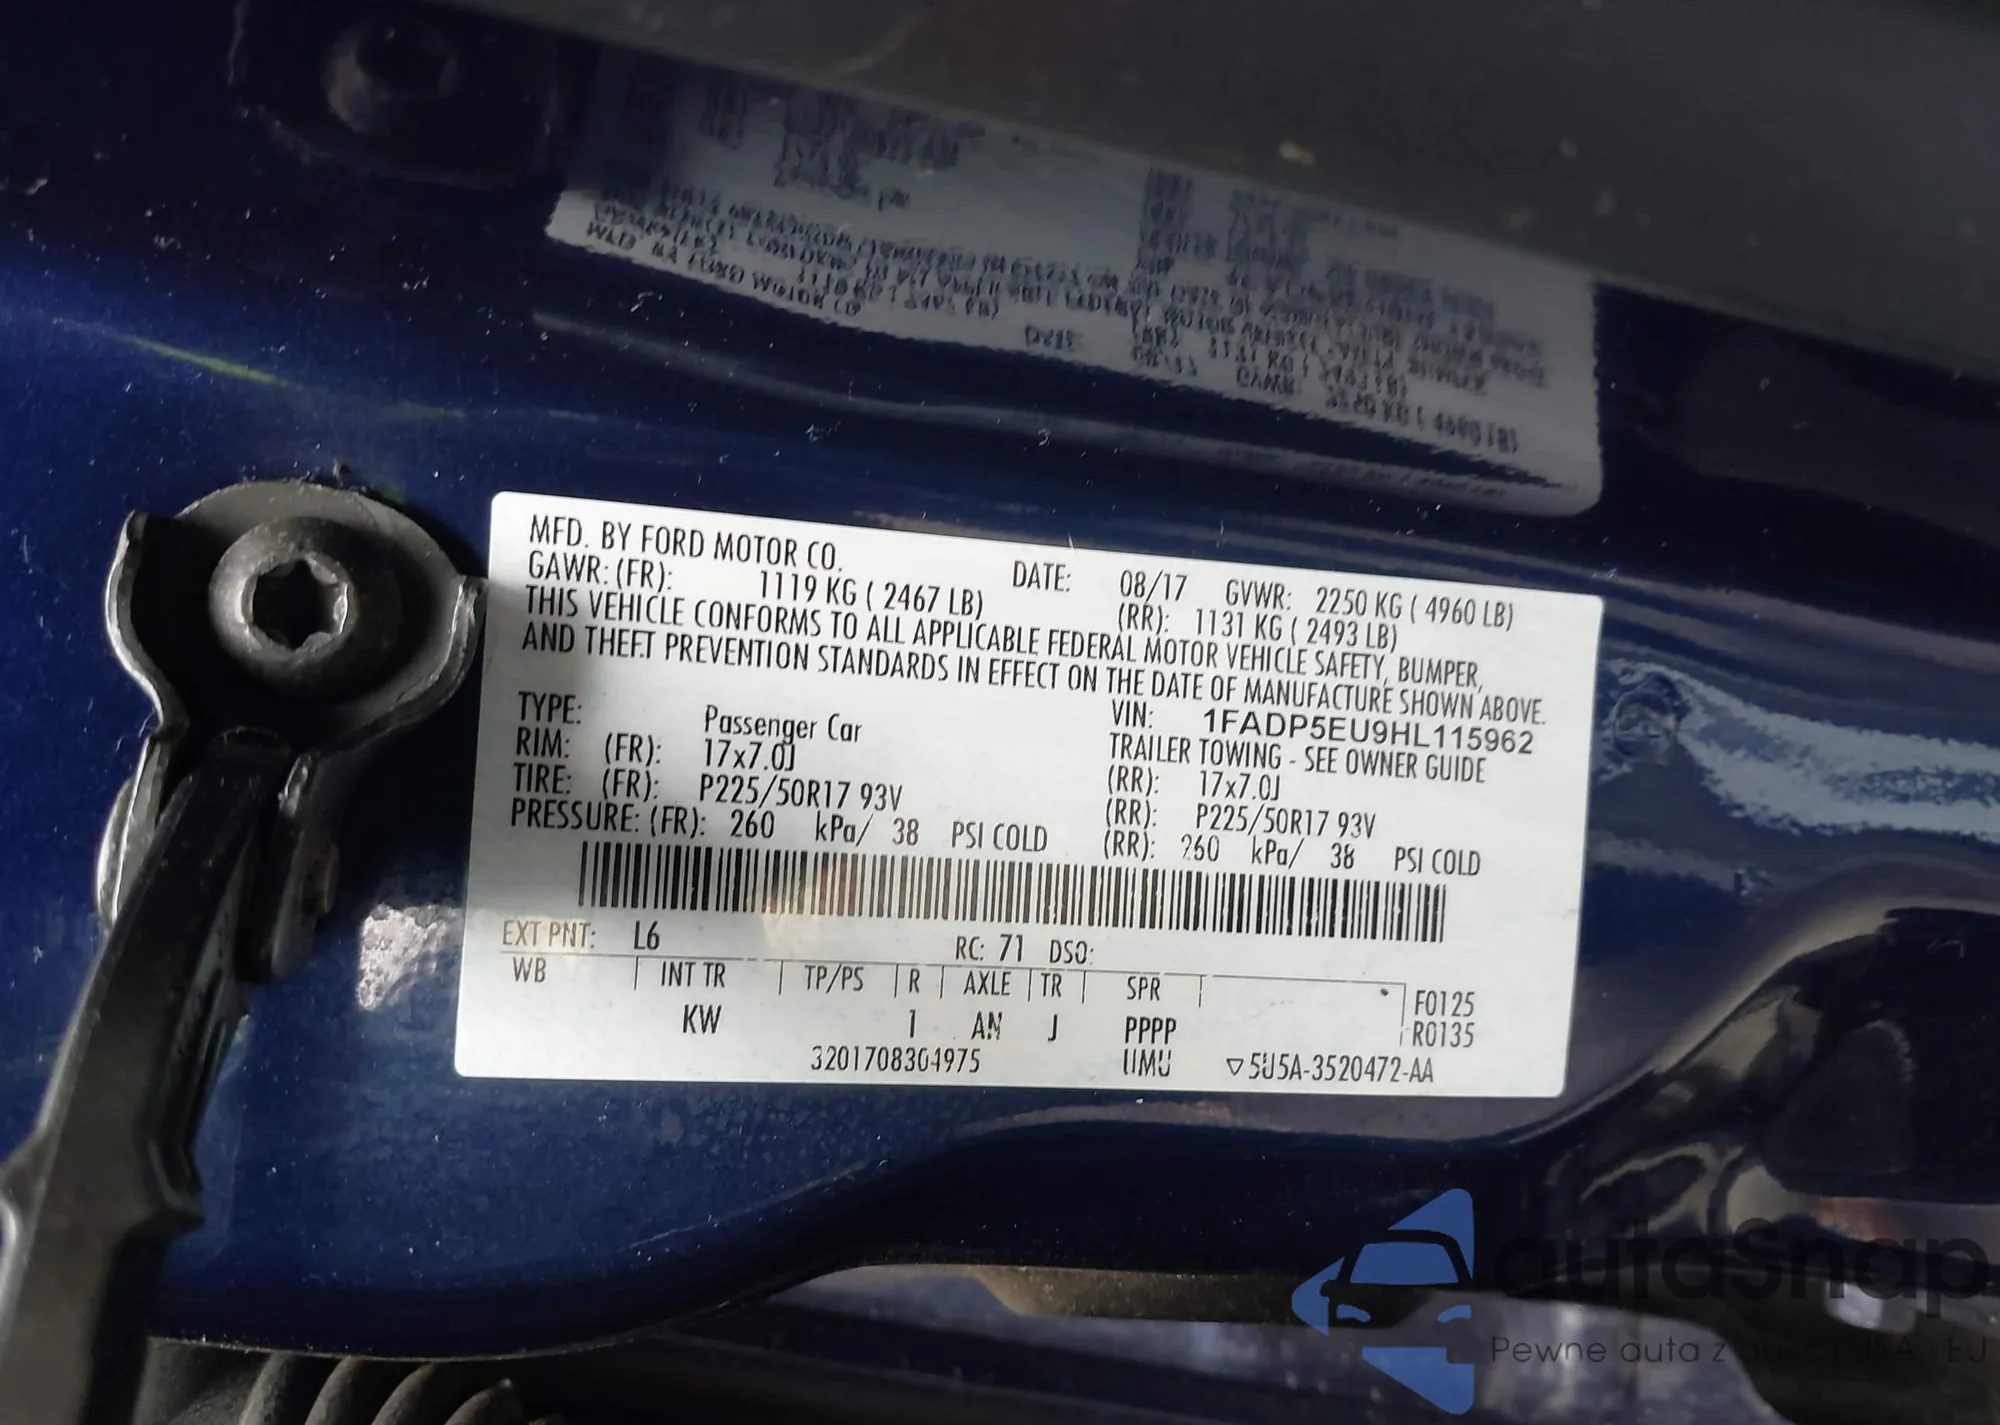 MFD. BY FORD MOTOR CO. DATE: 08/17 GVWR: 2250 KG ( 4960 LB)
GAWR: (FR): 1119 KG ( 2467 LB) (RR): 1131 KG ( 2493 LB)
THIS VEHICLE CONFORMS TO ALL APPLICABLE FEDERAL MOTOR VEHICLE SAFETY, BUMPER,
AND THEFT PREVENTION STANDARDS IN EFFECT ON THE DATE OF MANUFACTURE SHOWN ABOVE.
VIN: 1FADP5EU9HL115962
TYPE: Passenger Car TRAILER TOWING - SEE OWNER GUIDE
RIM: (FR): 17x7.0J (RR): 17x7.0J
TIRE: (FR): P225/50R17 93V (RR): P225/50R17 93V
PRESSURE: (FR): 260 kPa/ 38 PSI COLD (RR): 260 kPa/ 38 PSI COLD
EXT PNT: L6 RC: 71 DSO:
WB INT TR TP/PS R AXLE TR SPR F0125
KW 1 AN J PPPP R0135
3201708304975 UMU ▽5U5A-3520472-AA
autoSnap
Pewne auta z EU